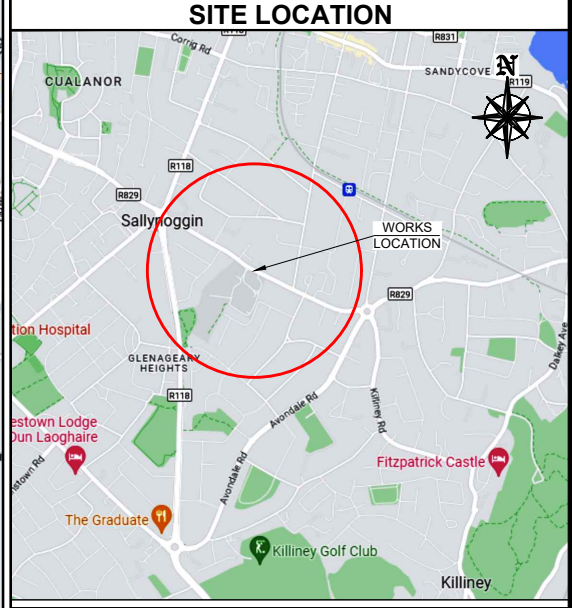 SITE LOCATION
Corrig Rd
R831
CUALANOR
SANDYCOVE
N
R119
R118
R829
Sallynoggin
WORKS
LOCATION
R829
tion Hospital
GLENAGEARY
HEIGHTS
Dalkey Ave
R118
Avondale Rd
Killiney Rd
estown Lodge
Dun Laoghaire
Avondale Rd
Fitzpatrick Castle
nstown Rd
The Graduate
Killiney Golf Club
Killiney